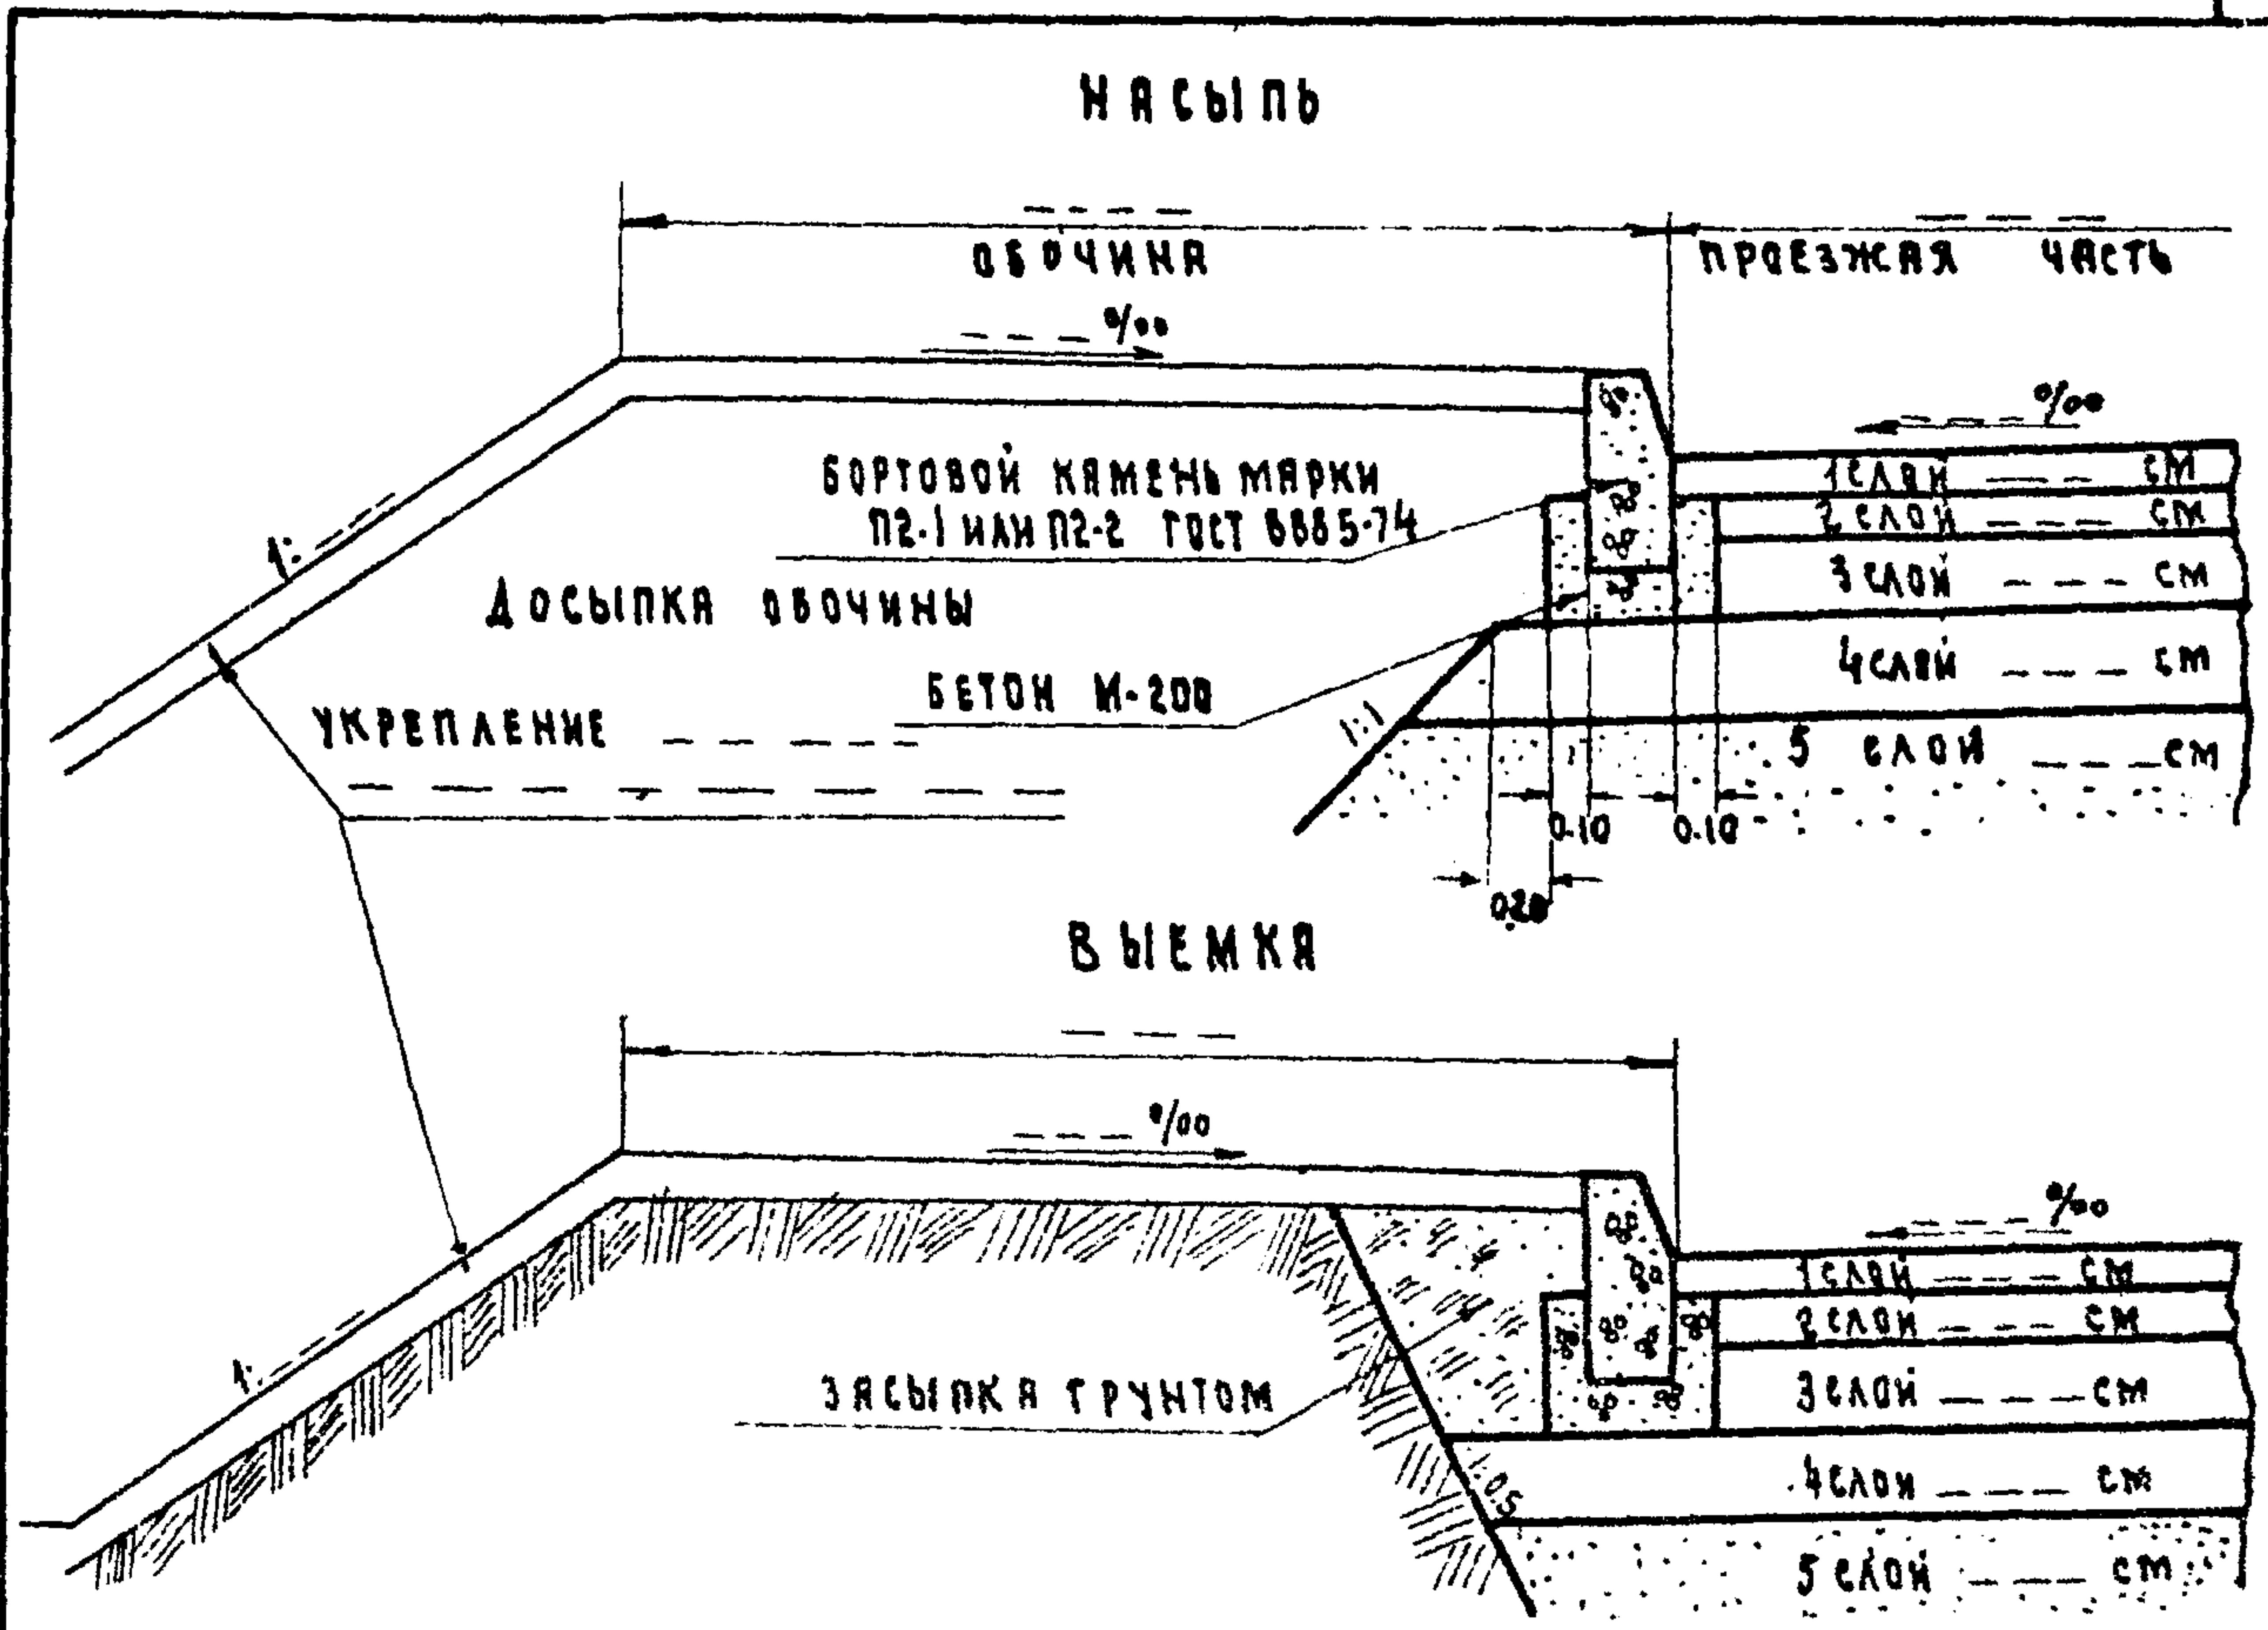 НАСЫПЬ
ОБОЧИНА
ПРОЕЗЖАЯ ЧАСТЬ
— — — ‰
— — — ‰
1 СЛОЙ — — — СМ
БОРТОВОЙ КАМЕНЬ МАРКИ
П2-1 ИЛИ П2-2 ГОСТ 6665-74
2 СЛОЙ — — — СМ
1:
3 СЛОЙ — — — СМ
ДОСЫПКА ОБОЧИНЫ
4 СЛОЙ — — — СМ
БЕТОН М-200
1:1
УКРЕПЛЕНИЕ — — — — —
5 СЛОЙ — — — СМ
0.10 0.10
0.20
ВЫЕМКА
— — — ‰
— — — ‰
1 СЛОЙ — — — СМ
2 СЛОЙ — — — СМ
1:
3 СЛОЙ — — — СМ
ЗАСЫПКА ГРУНТОМ
4 СЛОЙ — — — СМ
1:0.5
5 СЛОЙ — — — СМ